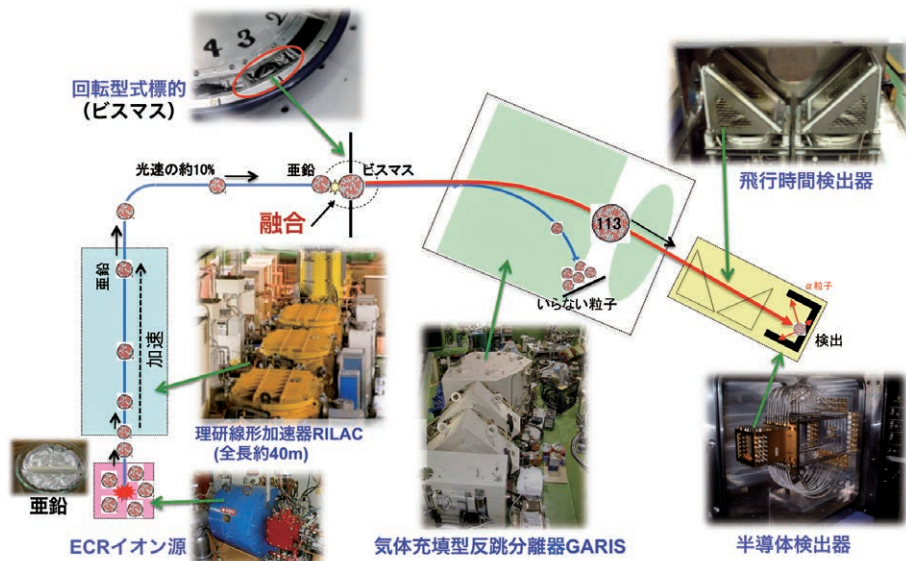 回転型式標的
(ビスマス)
4
3
2
光速の約10%
亜鉛
ビスマス
融合
113
いらない粒子
飛行時間検出器
α粒子
検出
亜鉛
加速
理研線形加速器RILAC
(全長約40m)
亜鉛
ECRイオン源
気体充填型反跳分離器GARIS
半導体検出器